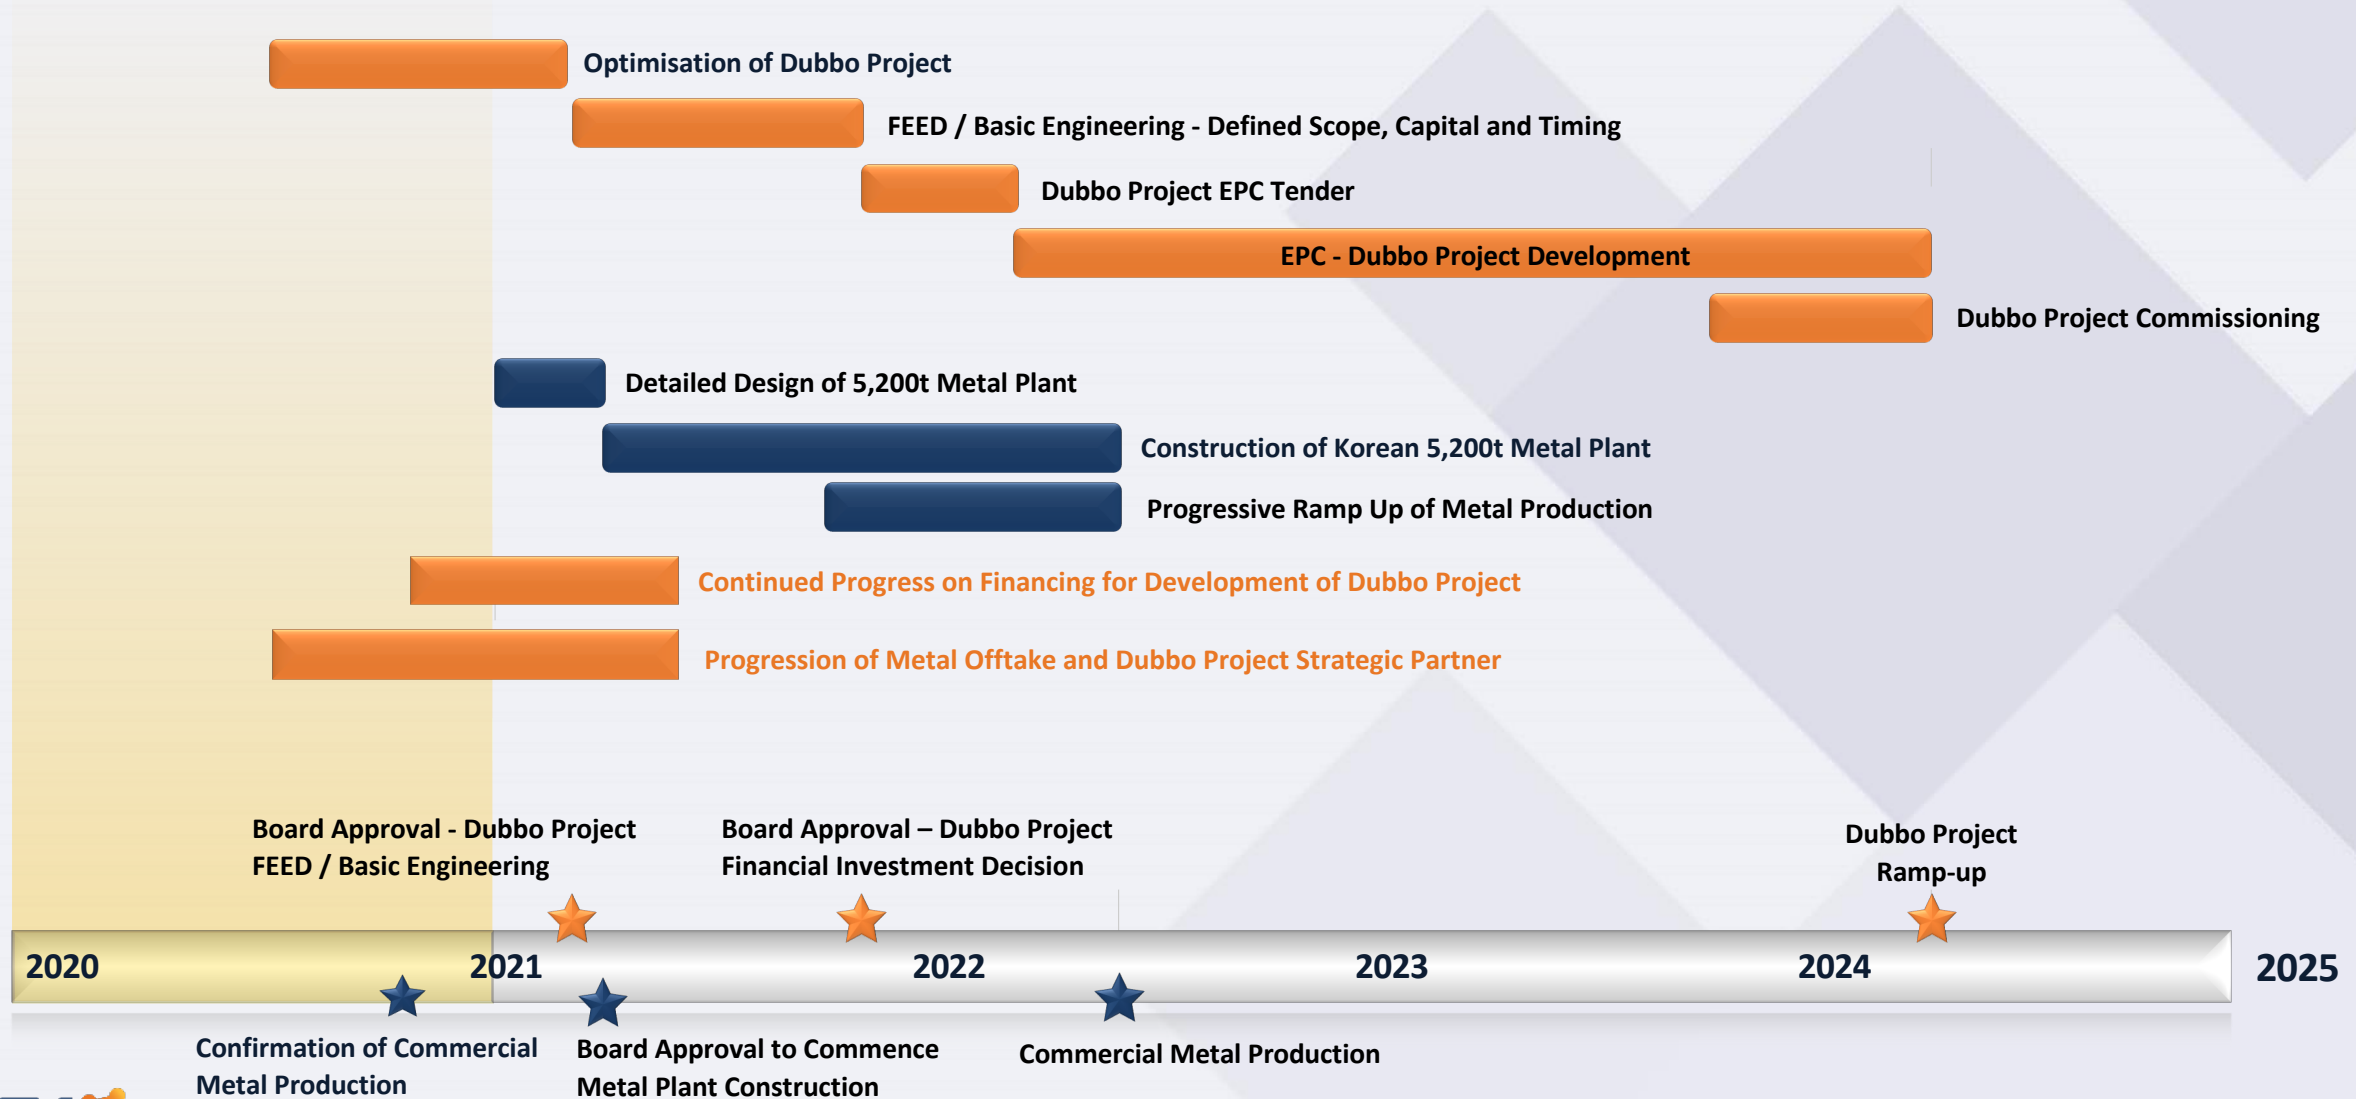 Optimisation of Dubbo Project
FEED / Basic Engineering - Defined Scope, Capital and Timing
Dubbo Project EPC Tender
EPC - Dubbo Project Development
Dubbo Project Commissioning
Detailed Design of 5,200t Metal Plant
Construction of Korean 5,200t Metal Plant
Progressive Ramp Up of Metal Production
Continued Progress on Financing for Development of Dubbo Project
Progression of Metal Offtake and Dubbo Project Strategic Partner
Board Approval - Dubbo Project
FEED / Basic Engineering
Board Approval – Dubbo Project
Financial Investment Decision
Dubbo Project
Ramp-up
2020
2021
2022
2023
2024
2025
Confirmation of Commercial
Metal Production
Board Approval to Commence
Metal Plant Construction
Commercial Metal Production